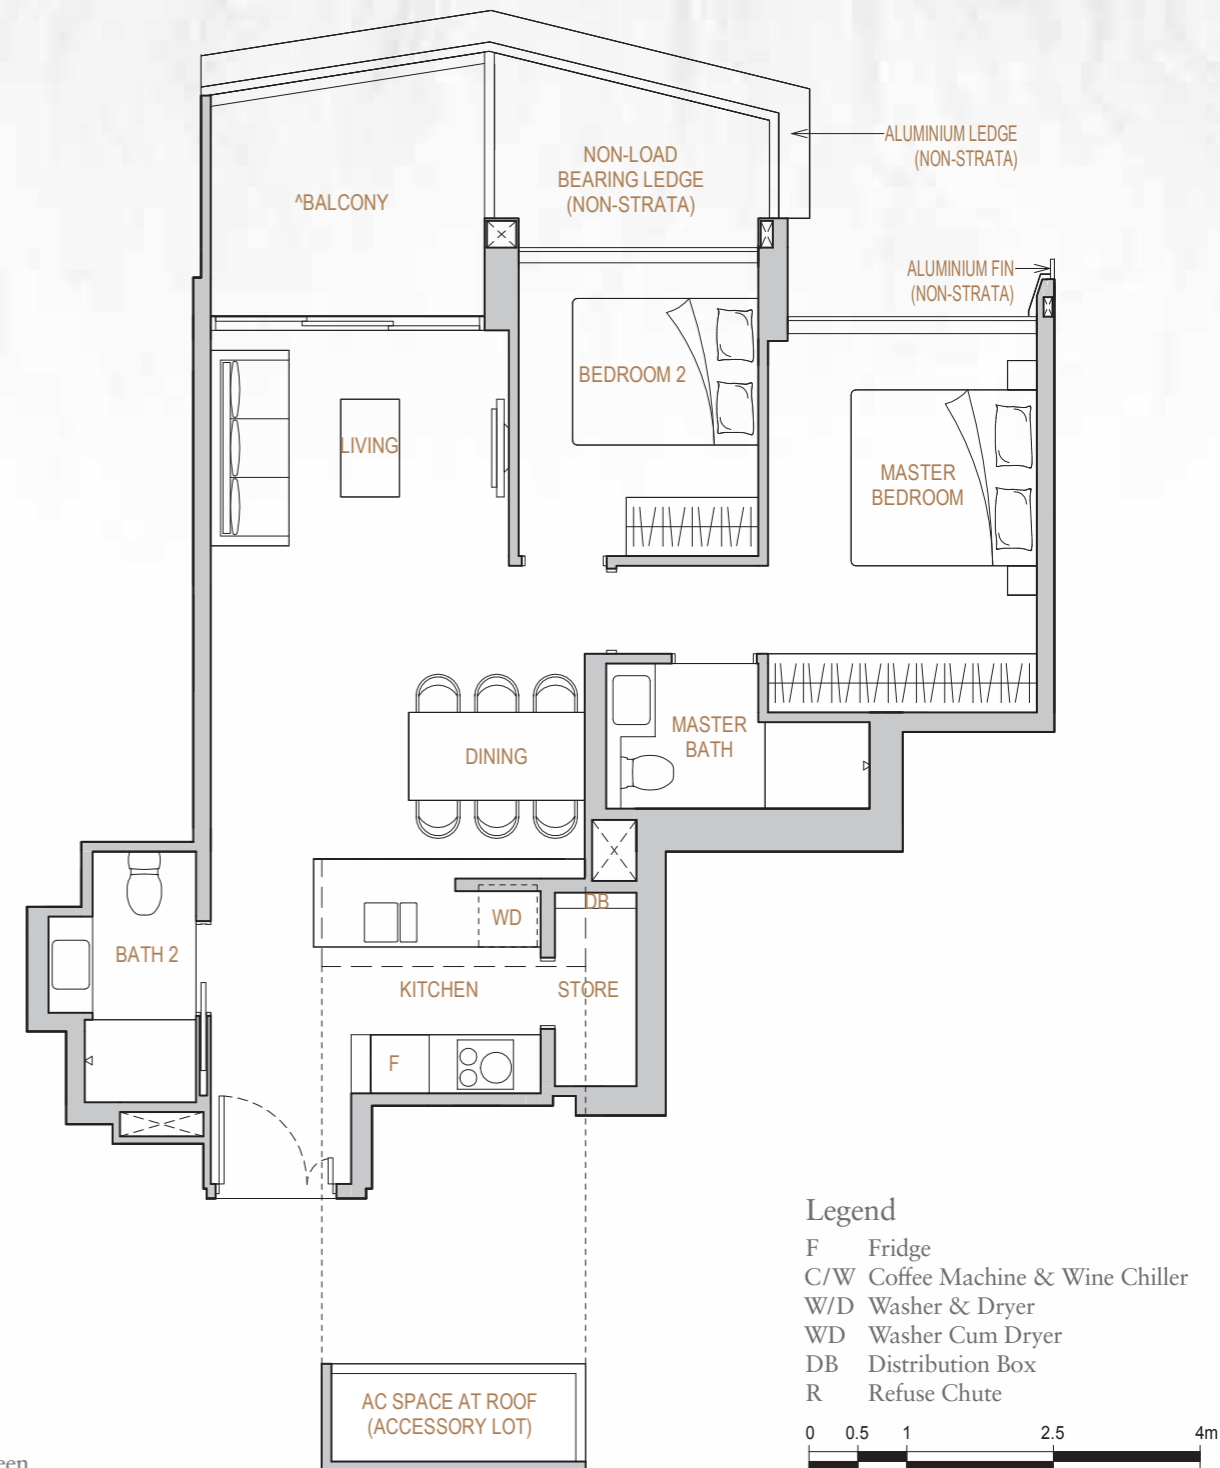 ALUMINIUM LEDGE
(NON-STRATA)
NON-LOAD
BEARING LEDGE
(NON-STRATA)
^BALCONY
ALUMINIUM FIN
(NON-STRATA)
BEDROOM 2
LIVING
MASTER
BEDROOM
MASTER
BATH
DINING
DB
WD
BATH 2
KITCHEN
STORE
F
Legend
F Fridge
C/W Coffee Machine & Wine Chiller
W/D Washer & Dryer
WD Washer Cum Dryer
DB Distribution Box
R Refuse Chute
AC SPACE AT ROOF
(ACCESSORY LOT)
0 0.5 1 2.5 4m